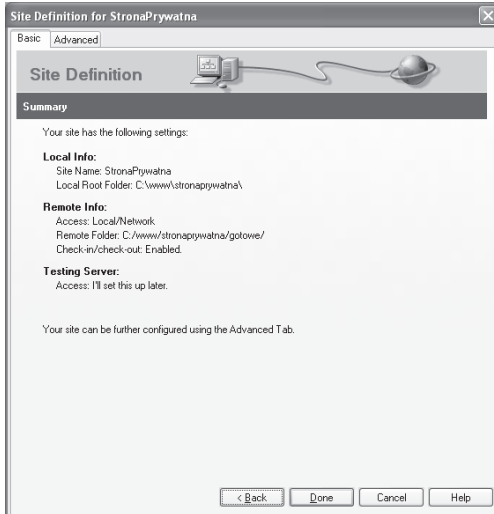 Site Definition for StronaPrywatna
Basic Advanced
Site Definition
Summary
Your site has the following settings:
Local Info:
Site Name: StronaPrywatna
Local Root Folder: C:\www\stronaprywatna\
Remote Info:
Access: Local/Network
Remote Folder: C:/www/stronaprywatna/gotowe/
Check-in/check-out: Enabled.
Testing Server:
Access: I'll set this up later.
Your site can be further configured using the Advanced Tab.
< Back Done Cancel Help